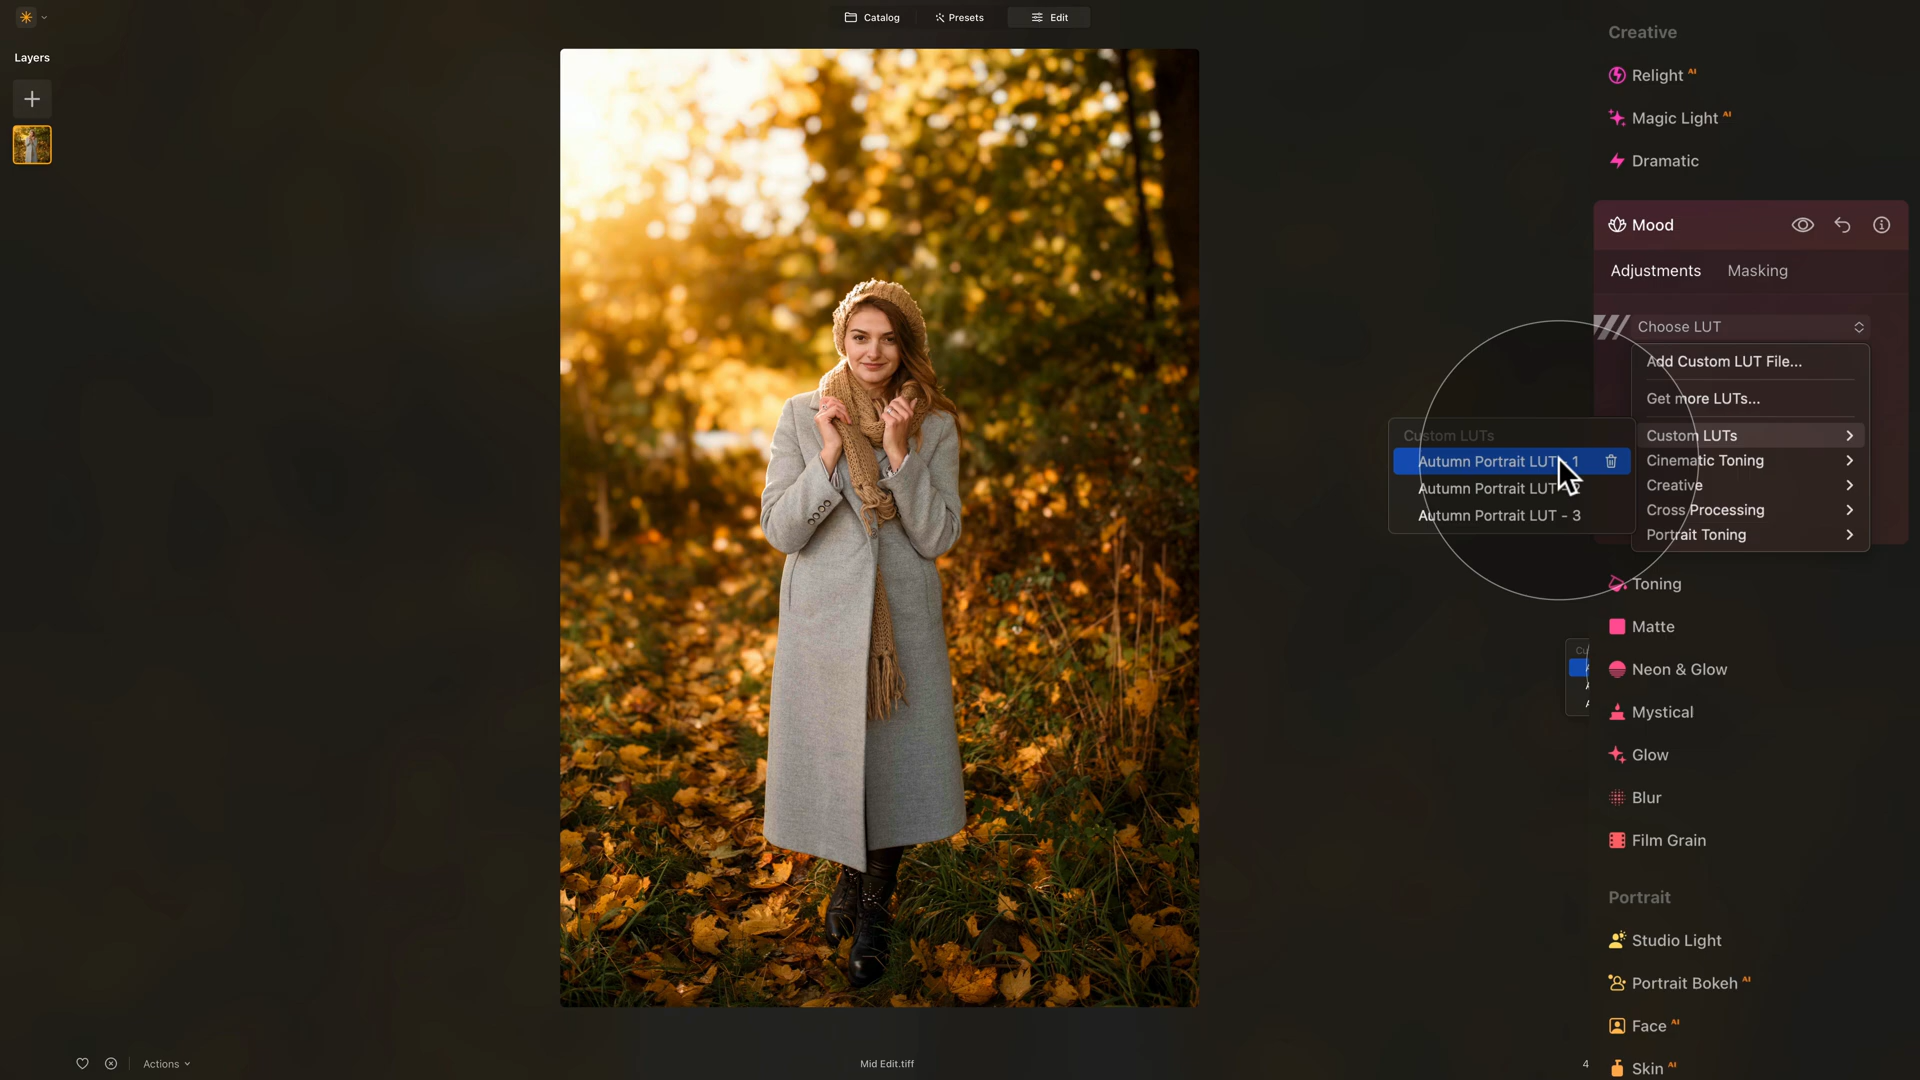 Catalog
Presets
Edit
Layers
Creative
Relight AI
Magic Light AI
Dramatic
Mood
Adjustments
Masking
Choose LUT
Add Custom LUT File...
Get more LUTs...
Custom LUTs
Cinematic Toning
Creative
Cross Processing
Portrait Toning
Custom LUTs
Autumn Portrait LUT - 1
Autumn Portrait LUT - 2
Autumn Portrait LUT - 3
Toning
Matte
Neon & Glow
Mystical
Glow
Blur
Film Grain
Portrait
Studio Light
Portrait Bokeh AI
Face AI
Skin AI
Actions
Mid Edit.tiff
4